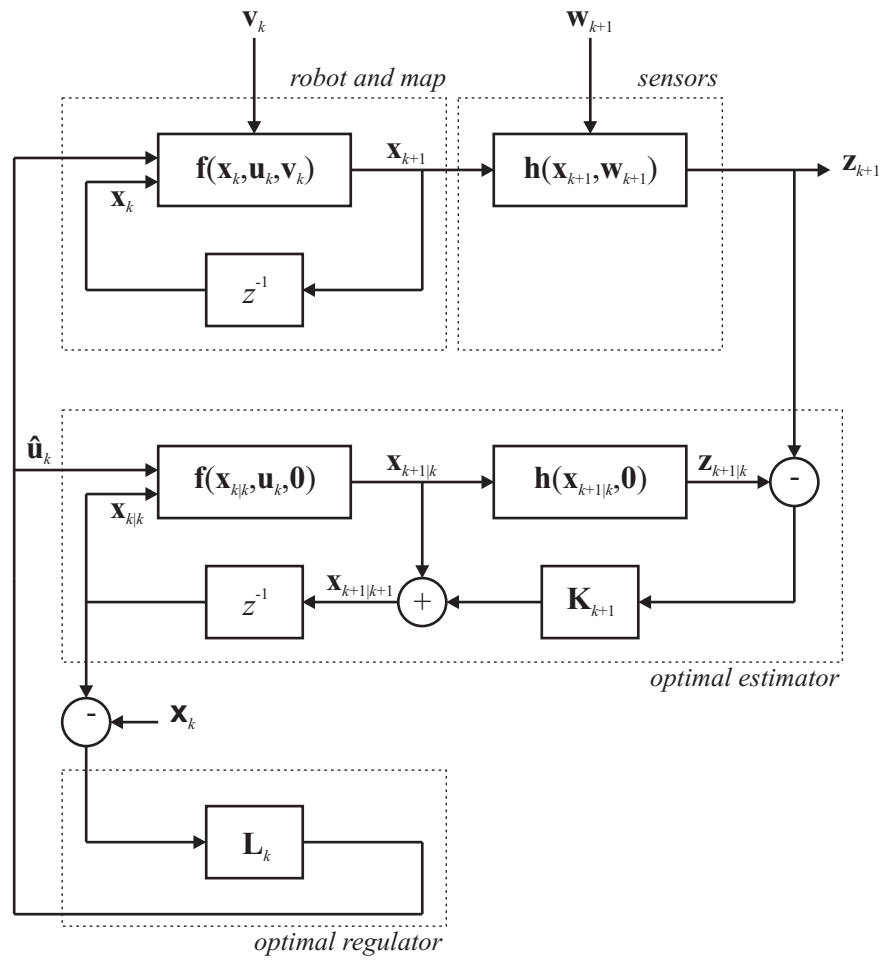 v_k w_{k+1}
robot and map sensors
f(x_k,u_k,v_k) x_{k+1} h(x_{k+1},w_{k+1}) z_{k+1}
x_k
z^{-1}
û_k f(x_{k|k},u_k,0) x_{k+1|k} h(x_{k+1|k},0) z_{k+1|k} -
x_{k|k}
z^{-1} x_{k+1|k+1} + K_{k+1}
optimal estimator
- x_k
L_k
optimal regulator